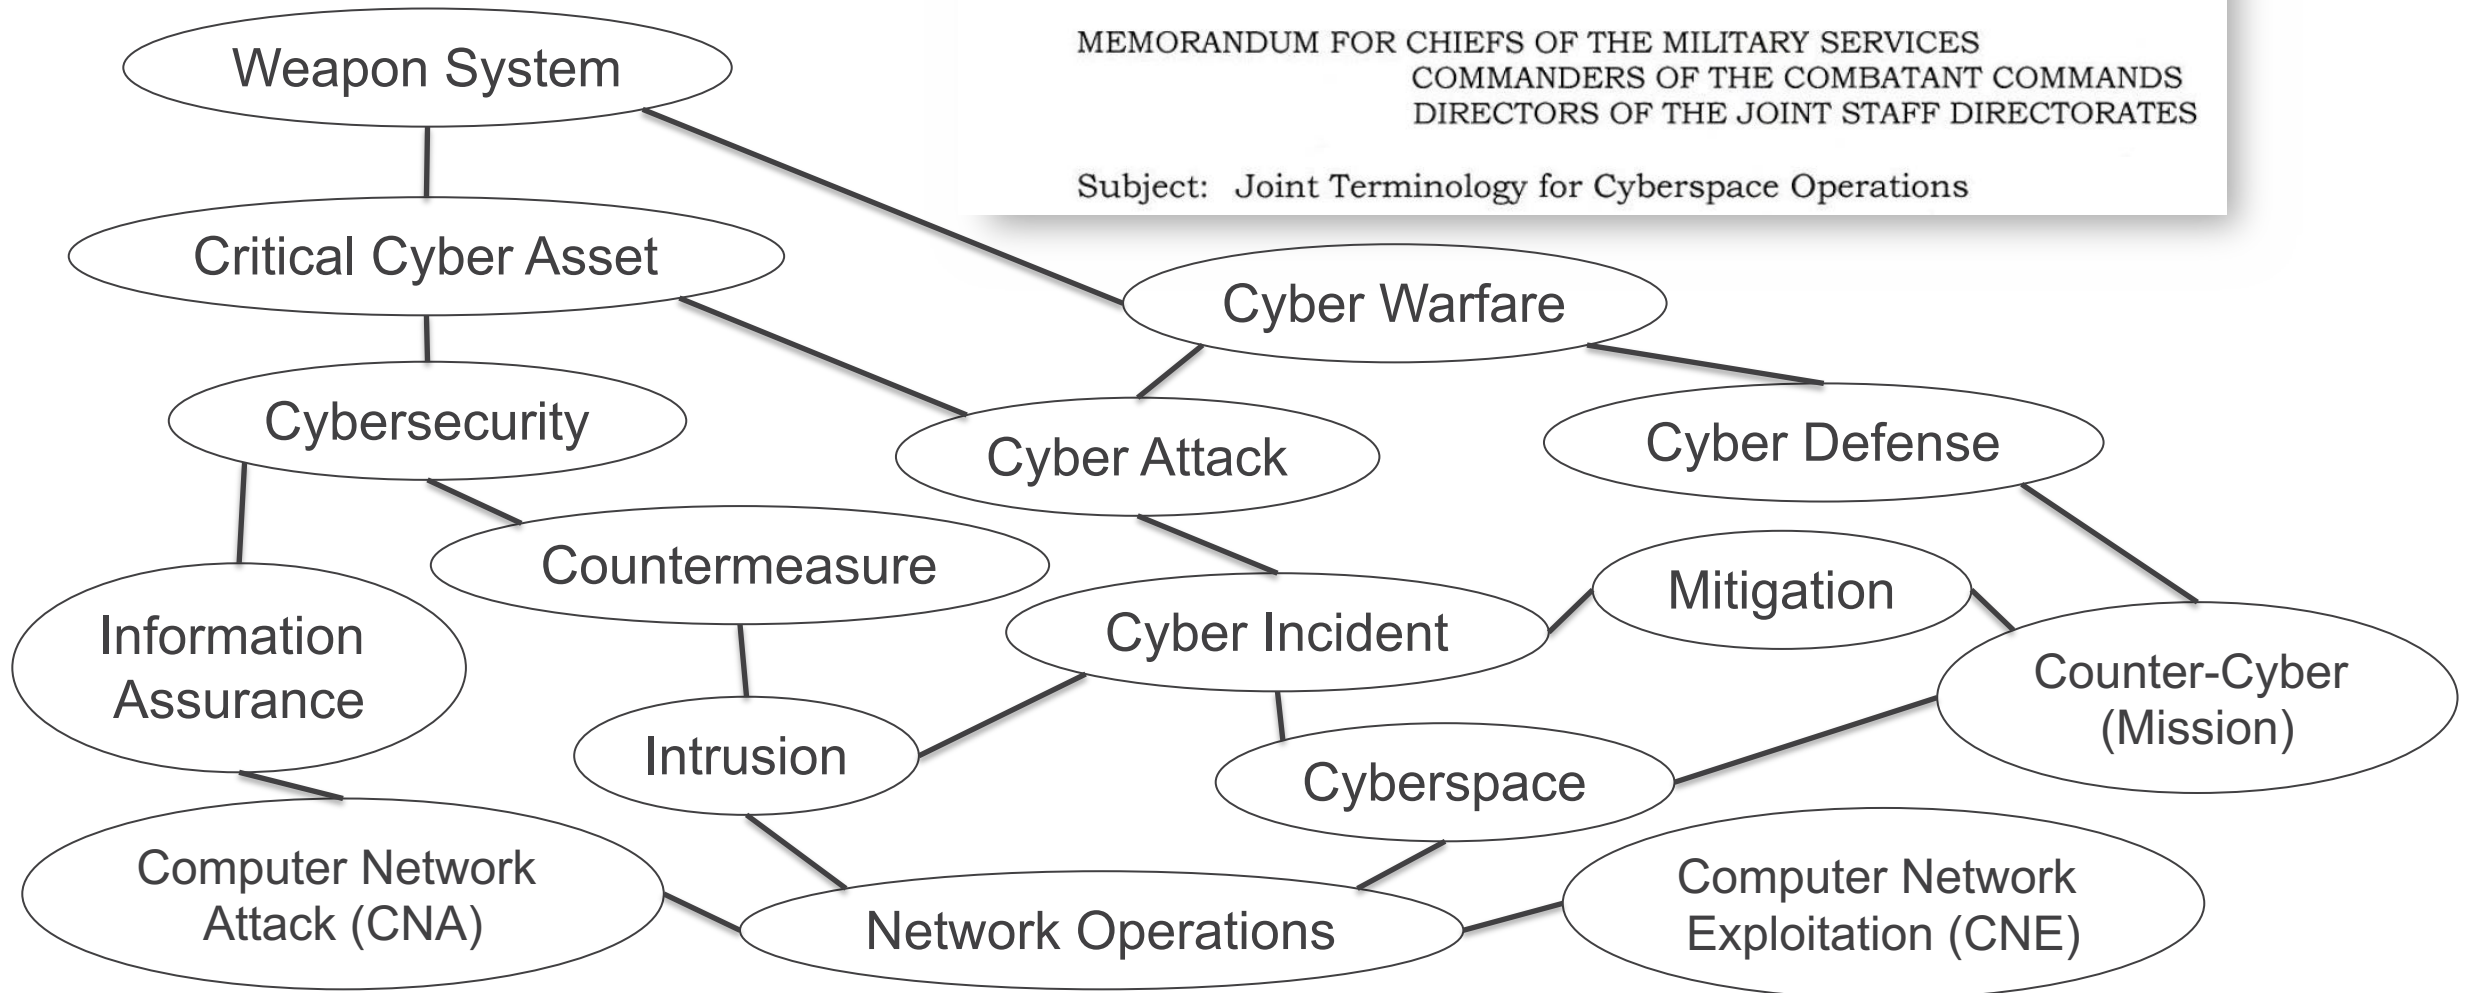 MEMORANDUM FOR CHIEFS OF THE MILITARY SERVICES
COMMANDERS OF THE COMBATANT COMMANDS
DIRECTORS OF THE JOINT STAFF DIRECTORATES
Subject: Joint Terminology for Cyberspace Operations
Weapon System
Critical Cyber Asset
Cyber Warfare
Cybersecurity
Cyber Attack
Cyber Defense
Countermeasure
Mitigation
Information
Assurance
Cyber Incident
Counter-Cyber
(Mission)
Intrusion
Cyberspace
Computer Network
Attack (CNA)
Network Operations
Computer Network
Exploitation (CNE)